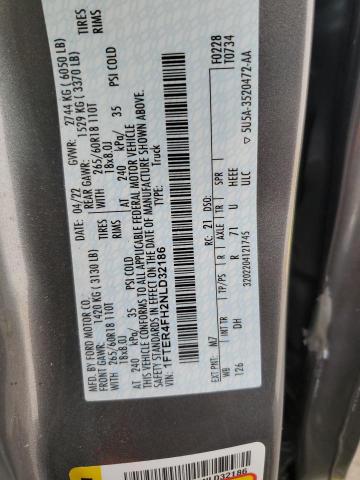 MFD. BY FORD MOTOR CO.
DATE: 04/22 GVWR: 2744 KG ( 6050 LB)
FRONT GAWR: 1420 KG ( 3130 LB) REAR GAWR: 1529 KG ( 3370 LB)
265/60R18 110T TIRES 265/60R18 110T TIRES
18x8.0J RIMS 18x8.0J RIMS
AT 240 kPa/ 35 PSI COLD AT 240 kPa/ 35 PSI COLD
THIS VEHICLE CONFORMS TO ALL APPLICABLE FEDERAL MOTOR VEHICLE
SAFETY STANDARDS IN EFFECT ON THE DATE OF MANUFACTURE SHOWN ABOVE.
VIN: 1FTER4FH2NLD32186
TYPE: Truck
F0228
T0734
M7 RC: 21 DSO:
WB INT TR TP/PS R AXLE TR SPR
126 DH R 71 U HEEE
3202204121745 ULC
5U5A-3520472-AA
NLD32186